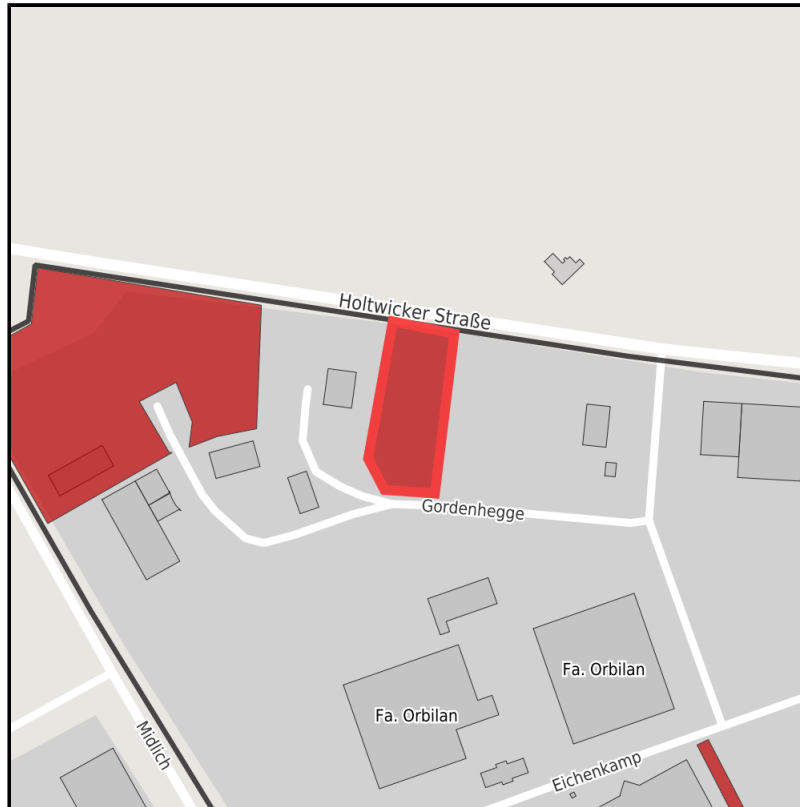 Holtwicker Straße
Gordenhegge
Fa. Orbilan
Fa. Orbilan
Midlich
Eichenkamp